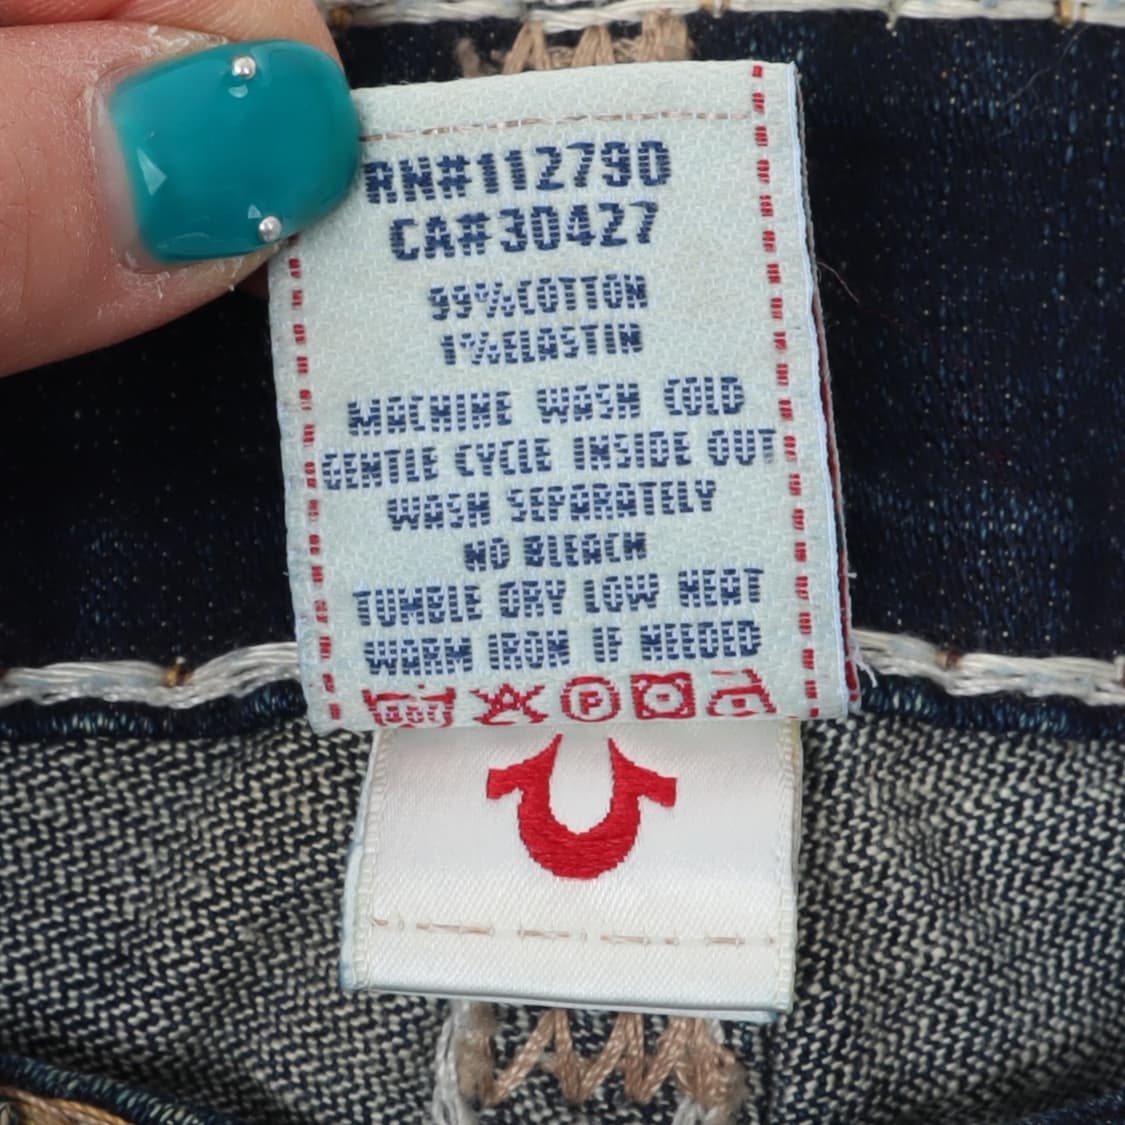 RN#112790
CA#30427
99%COTTON
1%ELASTIN
MACHINE WASH COLD
GENTLE CYCLE INSIDE OUT
WASH SEPARATELY
NO BLEACH
TUMBLE DRY LOW HEAT
WARM IRON IF NEEDED
P